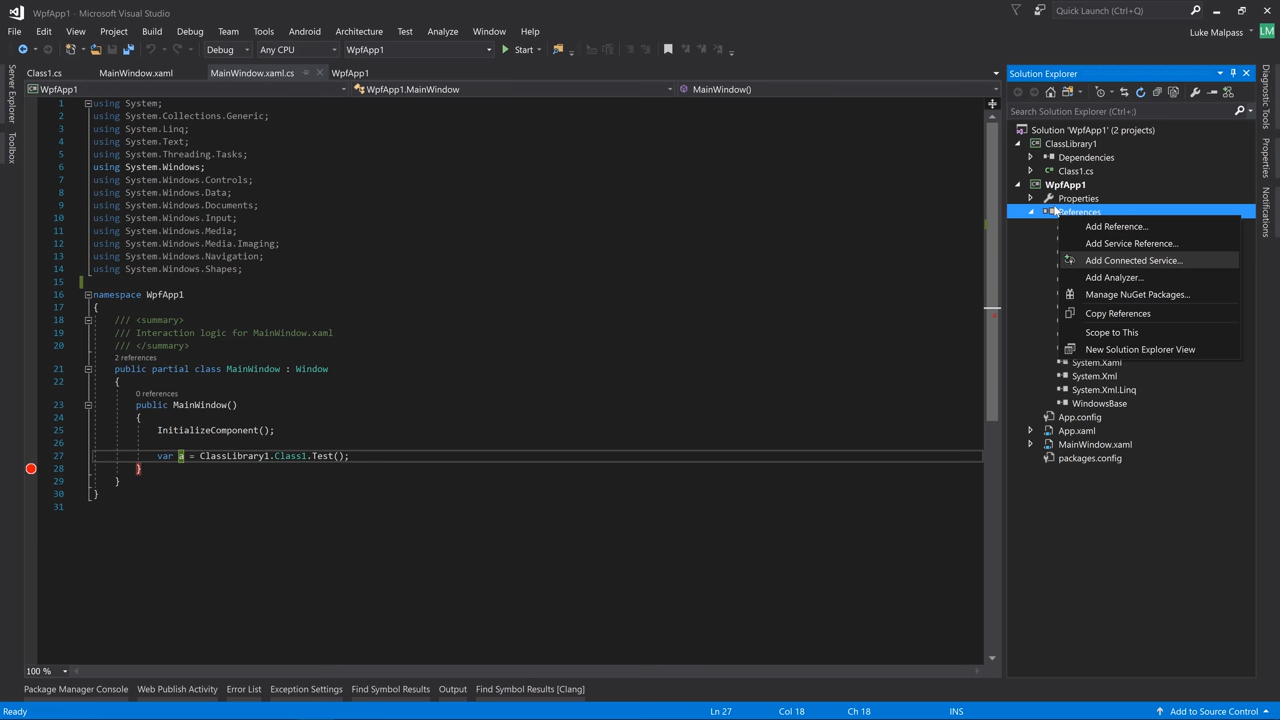 WpfApp1 - Microsoft Visual Studio
Quick Launch (Ctrl+Q)
File Edit View Project Build Debug Team Tools Android Architecture Test Analyze Window Help
Luke Malpass LM
Debug Any CPU WpfApp1 Start
Class1.cs MainWindow.xaml MainWindow.xaml.cs WpfApp1
WpfApp1 WpfApp1.MainWindow MainWindow()
Server Explorer
Toolbox
1 using System;
2 using System.Collections.Generic;
3 using System.Linq;
4 using System.Text;
5 using System.Threading.Tasks;
6 using System.Windows;
7 using System.Windows.Controls;
8 using System.Windows.Data;
9 using System.Windows.Documents;
10 using System.Windows.Input;
11 using System.Windows.Media;
12 using System.Windows.Media.Imaging;
13 using System.Windows.Navigation;
14 using System.Windows.Shapes;
15
16 namespace WpfApp1
17 {
18 /// <summary>
19 /// Interaction logic for MainWindow.xaml
20 /// </summary>
2 references
21 public partial class MainWindow : Window
22 {
0 references
23 public MainWindow()
24 {
25 InitializeComponent();
26
27 var a = ClassLibrary1.Class1.Test();
28 }
29 }
30 }
31
100 %
Solution Explorer
Search Solution Explorer (Ctrl+;)
Solution 'WpfApp1' (2 projects)
ClassLibrary1
Dependencies
Class1.cs
WpfApp1
Properties
References
Add Reference...
Add Service Reference...
Add Connected Service...
Add Analyzer...
Manage NuGet Packages...
Copy References
Scope to This
New Solution Explorer View
System.Xaml
System.Xml
System.Xml.Linq
WindowsBase
App.config
App.xaml
MainWindow.xaml
packages.config
Diagnostic Tools
Properties
Notifications
Package Manager Console Web Publish Activity Error List Exception Settings Find Symbol Results Output Find Symbol Results [Clang]
Ready Ln 27 Col 18 Ch 18 INS Add to Source Control